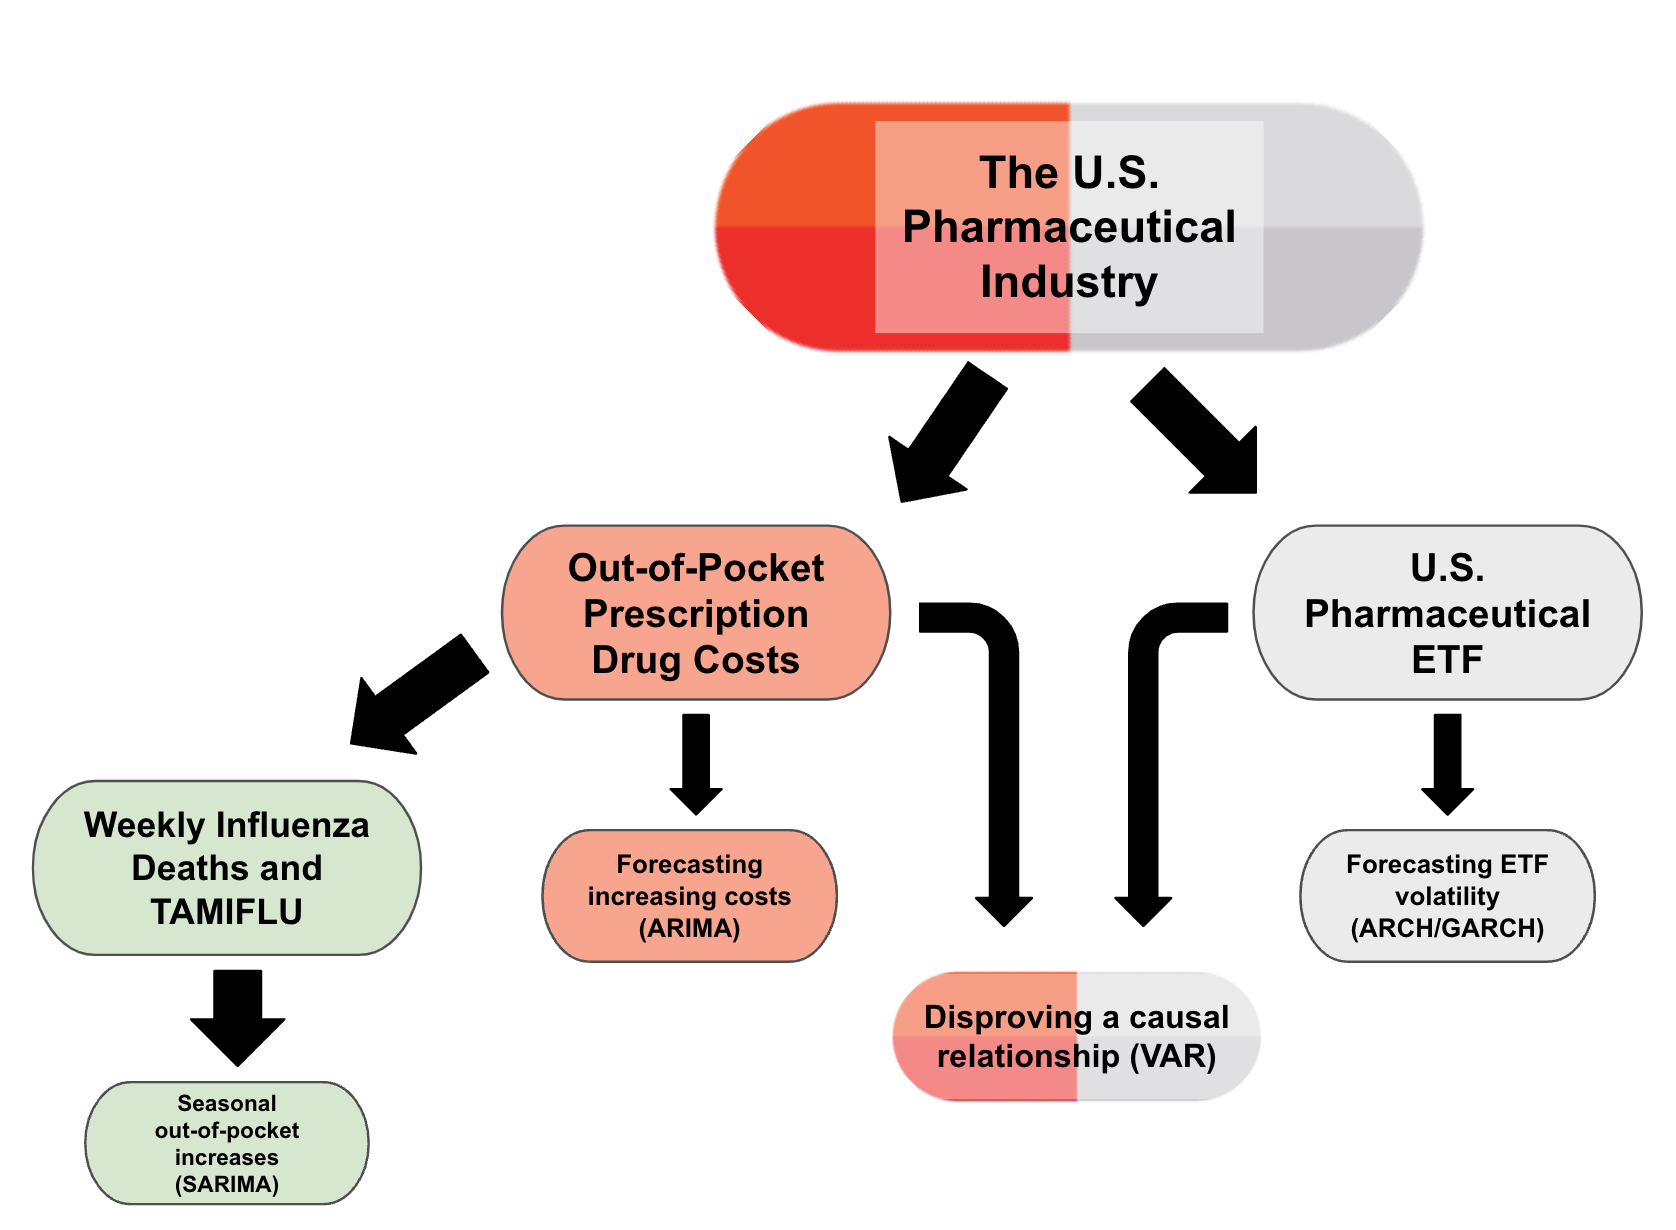 The U.S.
Pharmaceutical
Industry
Out-of-Pocket
Prescription
Drug Costs
U.S.
Pharmaceutical
ETF
Weekly Influenza
Deaths and
TAMIFLU
Forecasting
increasing costs
(ARIMA)
Forecasting ETF
volatility
(ARCH/GARCH)
Disproving a causal
relationship (VAR)
Seasonal
out-of-pocket
increases
(SARIMA)